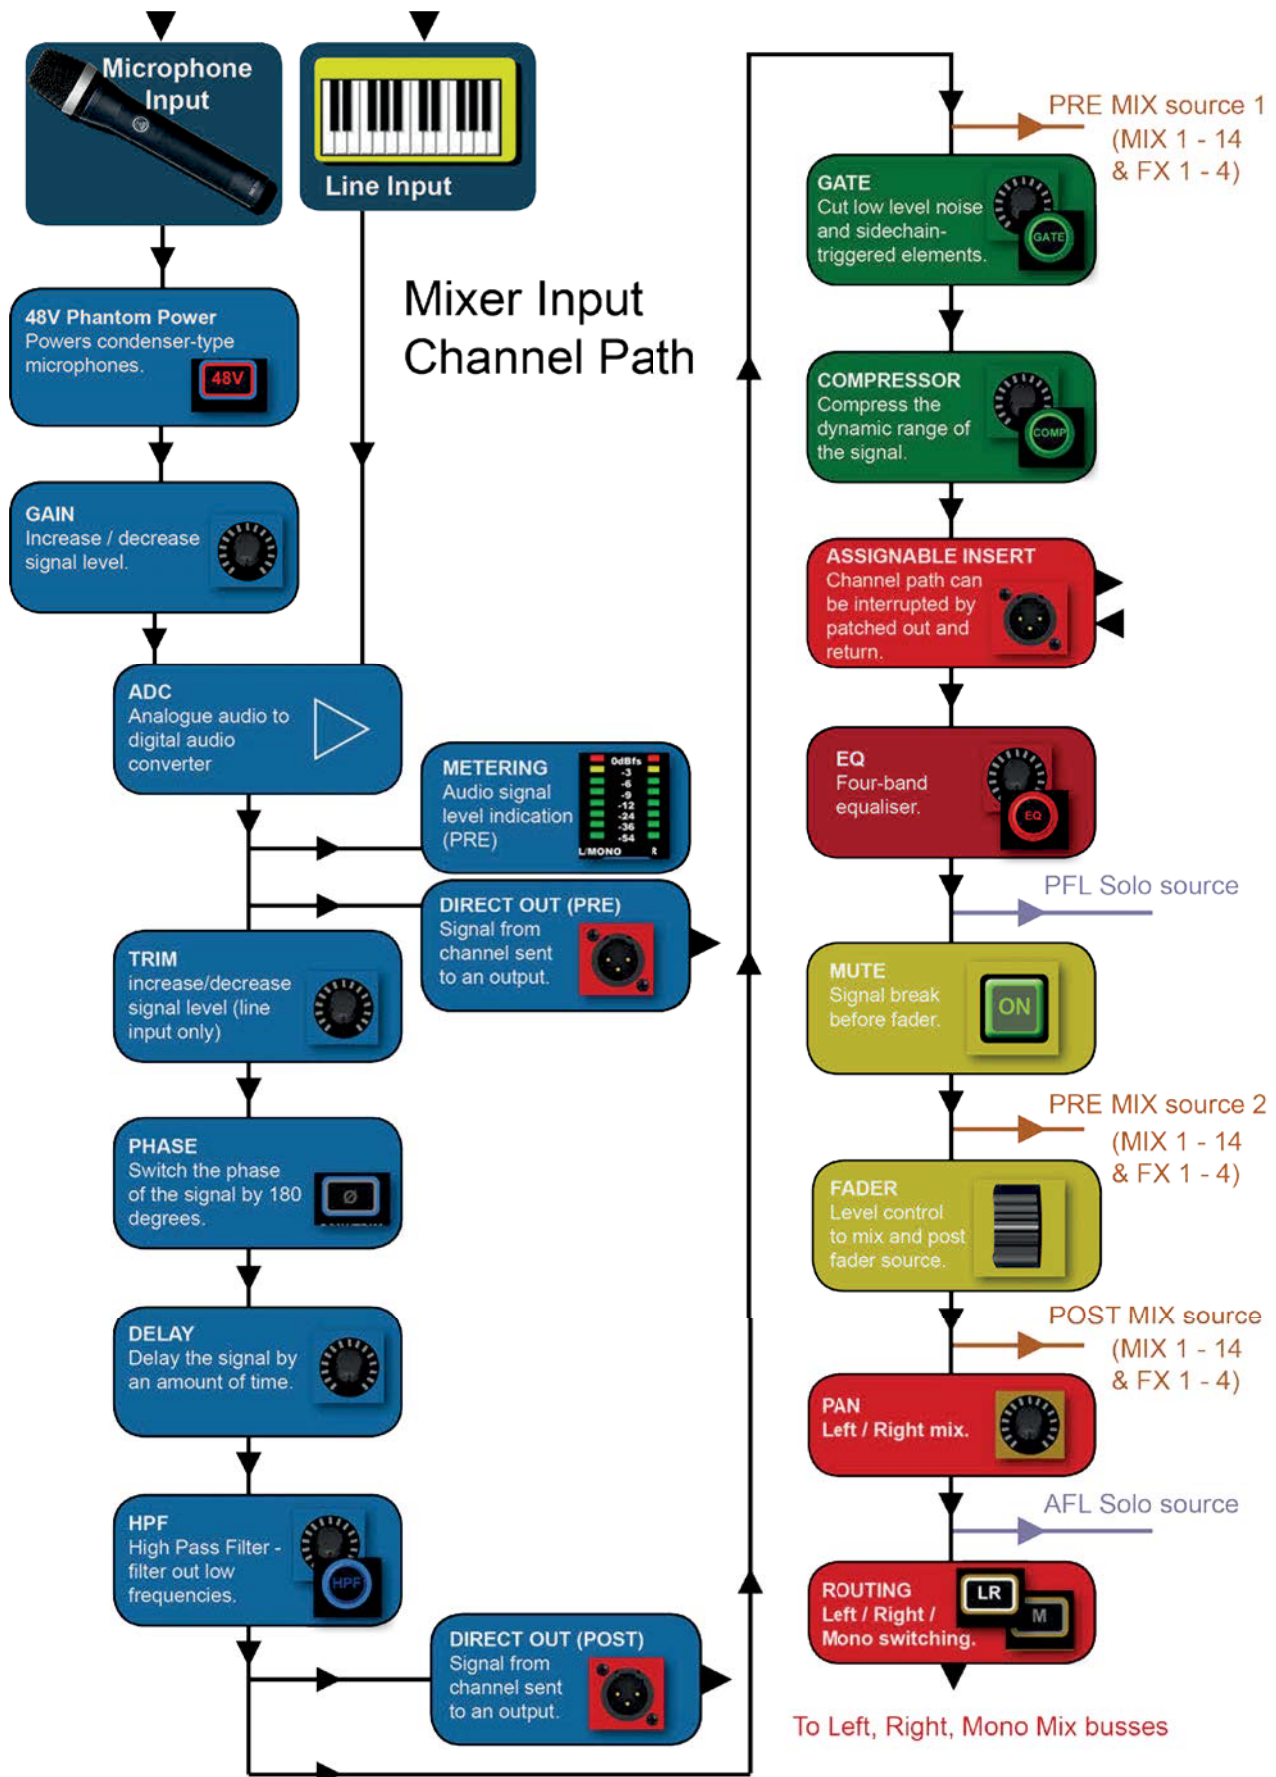 Microphone
Input
Line Input
48V Phantom Power
Powers condenser-type
microphones.
48V
Mixer Input
Channel Path
GAIN
Increase / decrease
signal level.
ADC
Analogue audio to
digital audio
converter
METERING
Audio signal
level indication
(PRE)
0dBfs
-3
-6
-9
-12
-24
-36
-54
L/MONO R
DIRECT OUT (PRE)
Signal from
channel sent
to an output.
TRIM
increase/decrease
signal level (line
input only)
PHASE
Switch the phase
of the signal by 180
degrees.
Ø
DELAY
Delay the signal by
an amount of time.
HPF
High Pass Filter -
filter out low
frequencies.
HPF
DIRECT OUT (POST)
Signal from
channel sent
to an output.
PRE MIX source 1
(MIX 1 - 14
& FX 1 - 4)
GATE
Cut low level noise
and sidechain-
triggered elements.
GATE
COMPRESSOR
Compress the
dynamic range of
the signal.
COMP
ASSIGNABLE INSERT
Channel path can
be interrupted by
patched out and
return.
EQ
Four-band
equaliser.
EQ
PFL Solo source
MUTE
Signal break
before fader.
ON
PRE MIX source 2
(MIX 1 - 14
& FX 1 - 4)
FADER
Level control
to mix and post
fader source.
POST MIX source
(MIX 1 - 14
& FX 1 - 4)
PAN
Left / Right mix.
AFL Solo source
ROUTING
Left / Right /
Mono switching.
LR
M
To Left, Right, Mono Mix busses